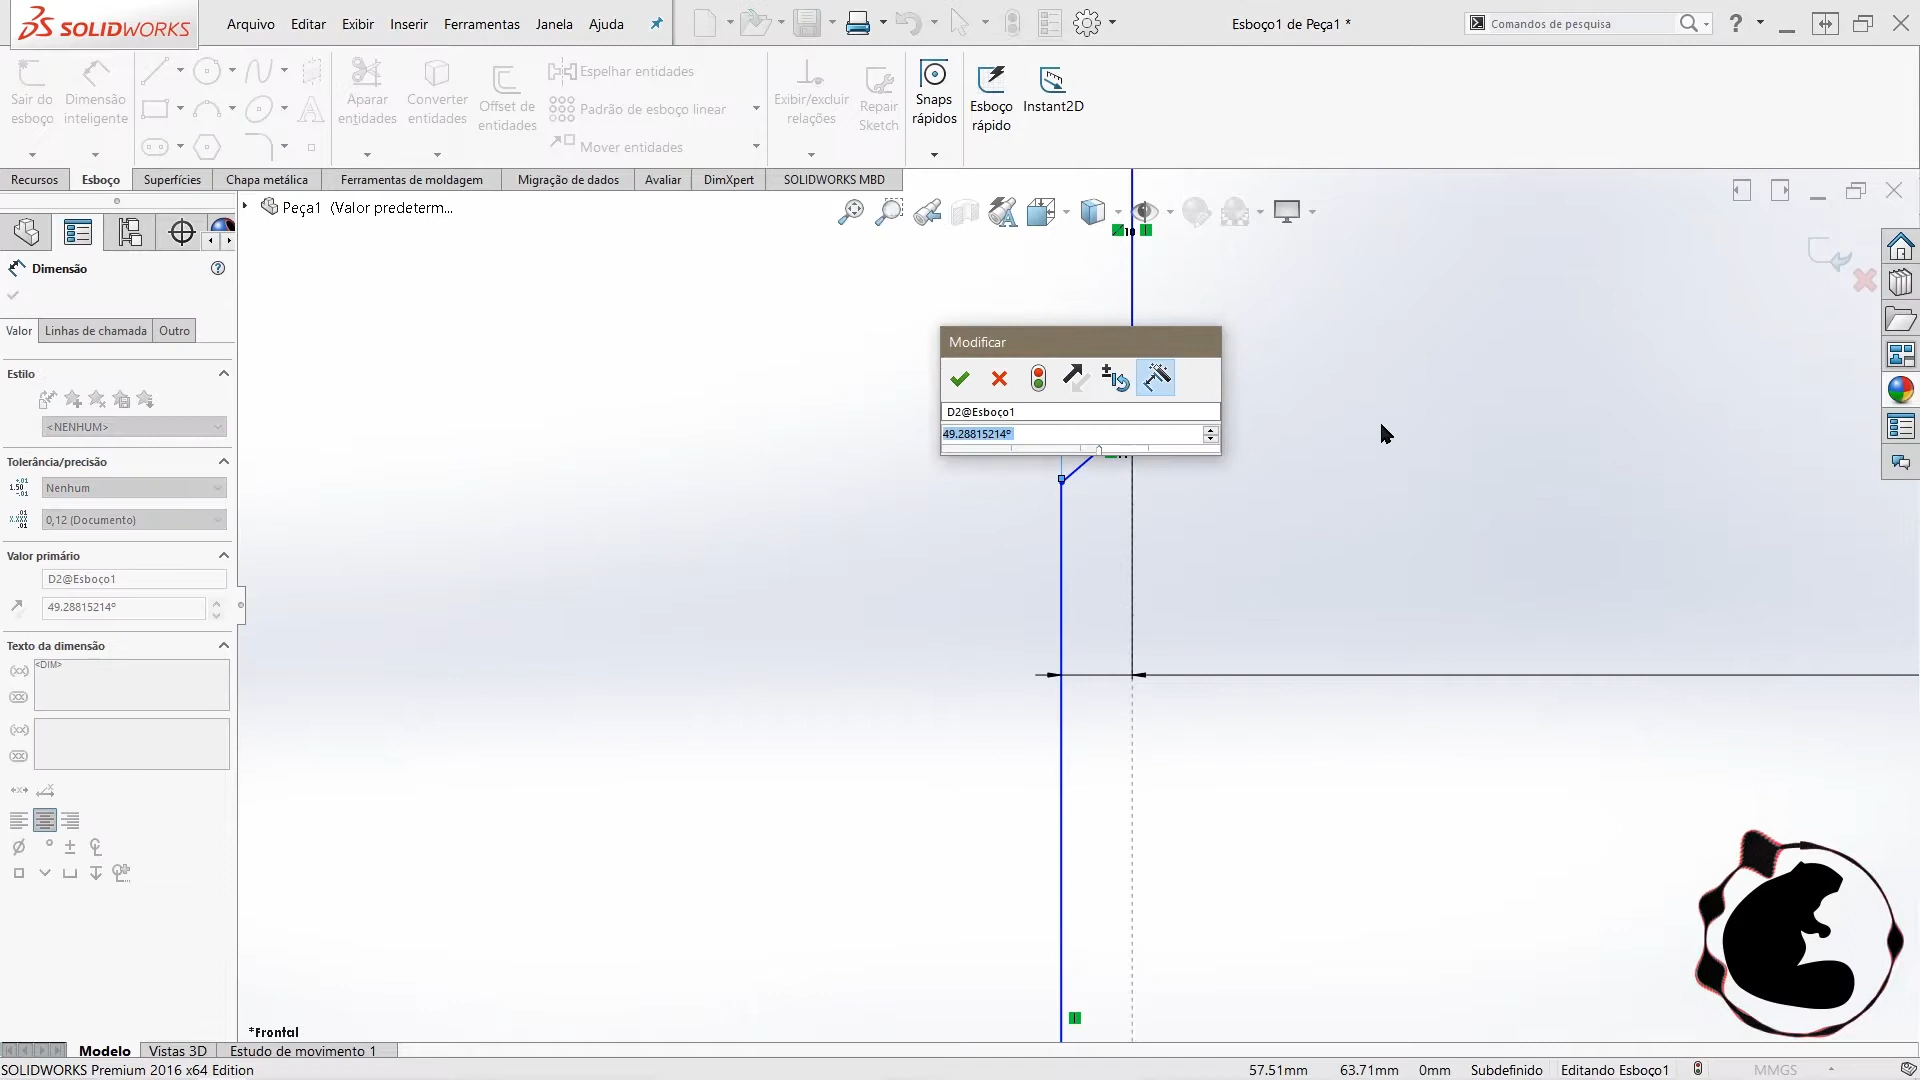 SOLIDWORKS
Arquivo Editar Exibir Inserir Ferramentas Janela Ajuda
Esboço1 de Peça1 *
Comandos de pesquisa
?
Sair do esboço
Dimensão inteligente
Aparar entidades
Converter entidades
Offset de entidades
Espelhar entidades
Padrão de esboço linear
Mover entidades
Exibir/excluir relações
Repair Sketch
Snaps rápidos
Esboço rápido
Instant2D
Recursos Esboço Superfícies Chapa metálica Ferramentas de moldagem Migração de dados Avaliar DimXpert SOLIDWORKS MBD
Peça1 (Valor predeterm...
Dimensão
Valor Linhas de chamada Outro
Estilo
<NENHUM>
Tolerância/precisão
Nenhum
0,12 (Documento)
Valor primário
D2@Esboço1
49.28815214º
Texto da dimensão
<DIM>
Modificar
D2@Esboço1
49.28815214º
*Frontal
Modelo Vistas 3D Estudo de movimento 1
SOLIDWORKS Premium 2016 x64 Edition
57.51mm 63.71mm 0mm Subdefinido Editando Esboço1 MMGS